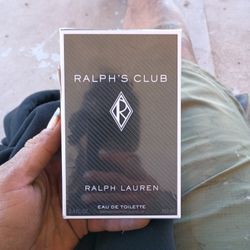 RALPH'S CLUB
R
RALPH LAUREN
EAU DE TOILETTE